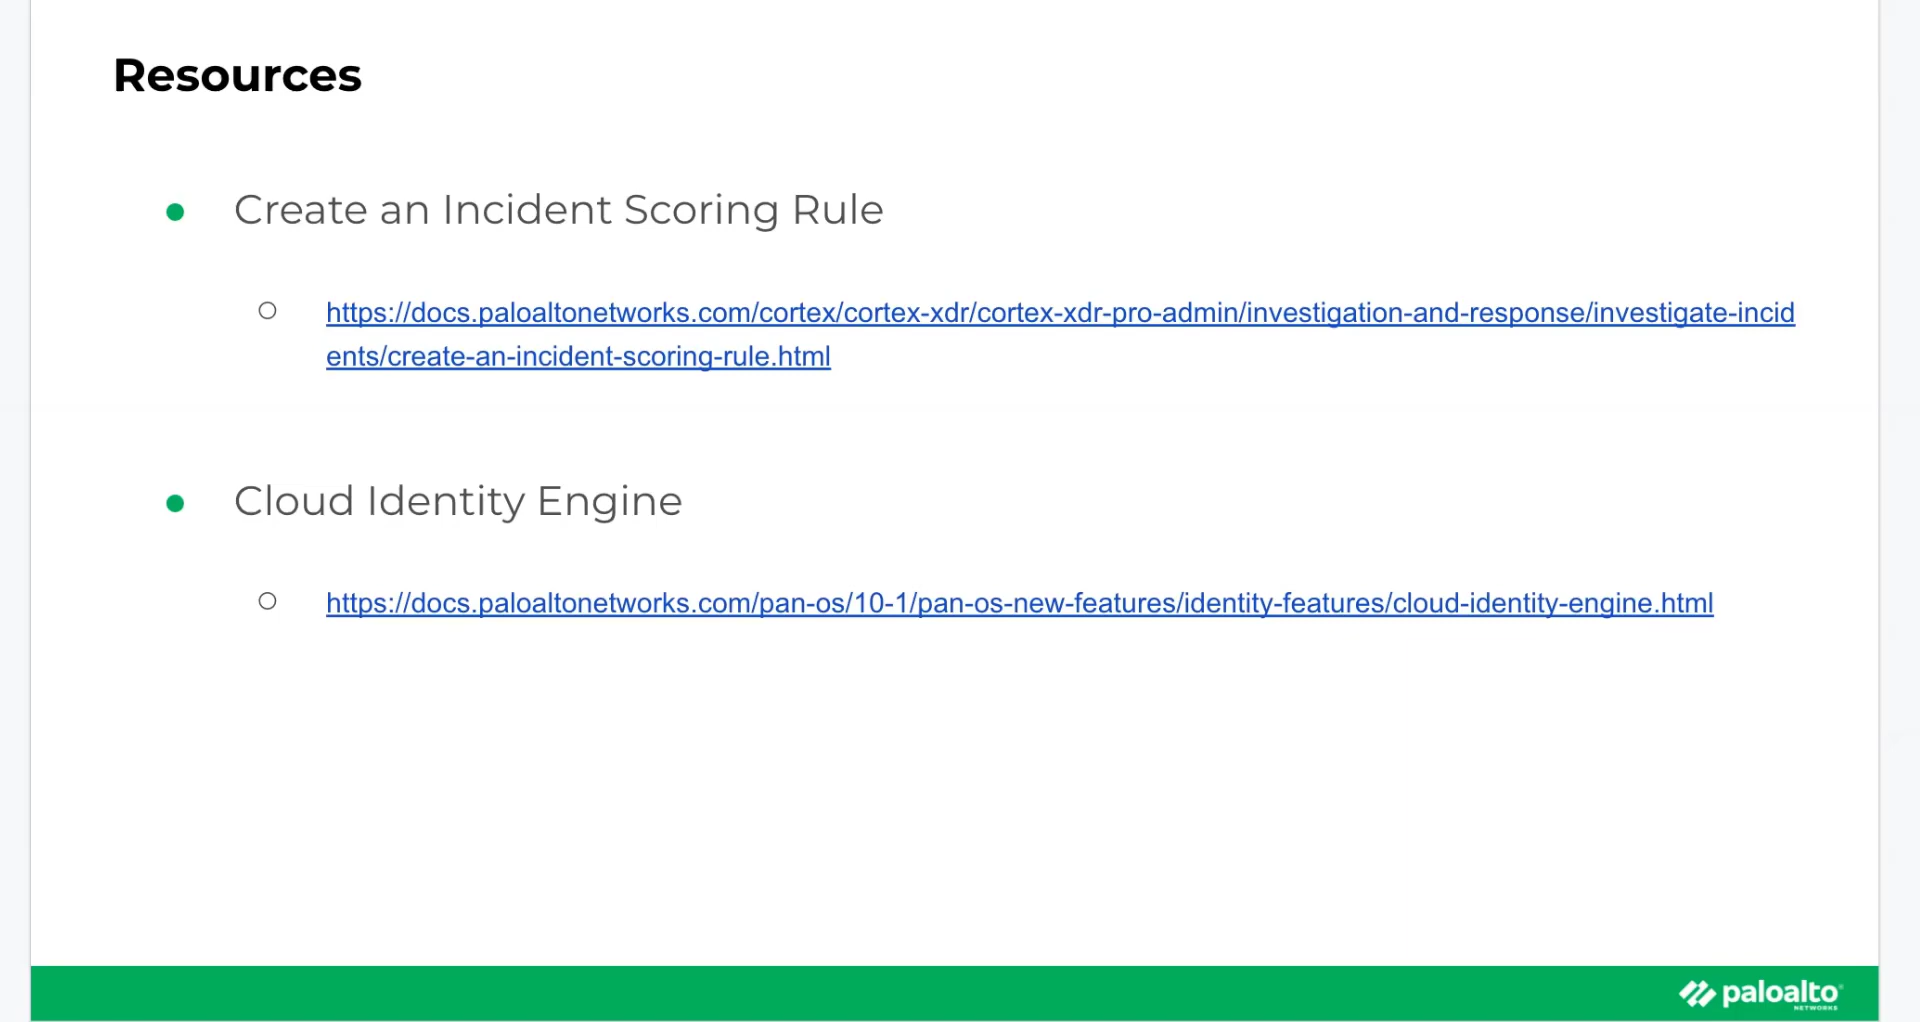 Resources
Create an Incident Scoring Rule
https://docs.paloaltonetworks.com/cortex/cortex-xdr/cortex-xdr-pro-admin/investigation-and-response/investigate-incid
ents/create-an-incident-scoring-rule.html
Cloud Identity Engine
https://docs.paloaltonetworks.com/pan-os/10-1/pan-os-new-features/identity-features/cloud-identity-engine.html
paloalto
NETWORKS